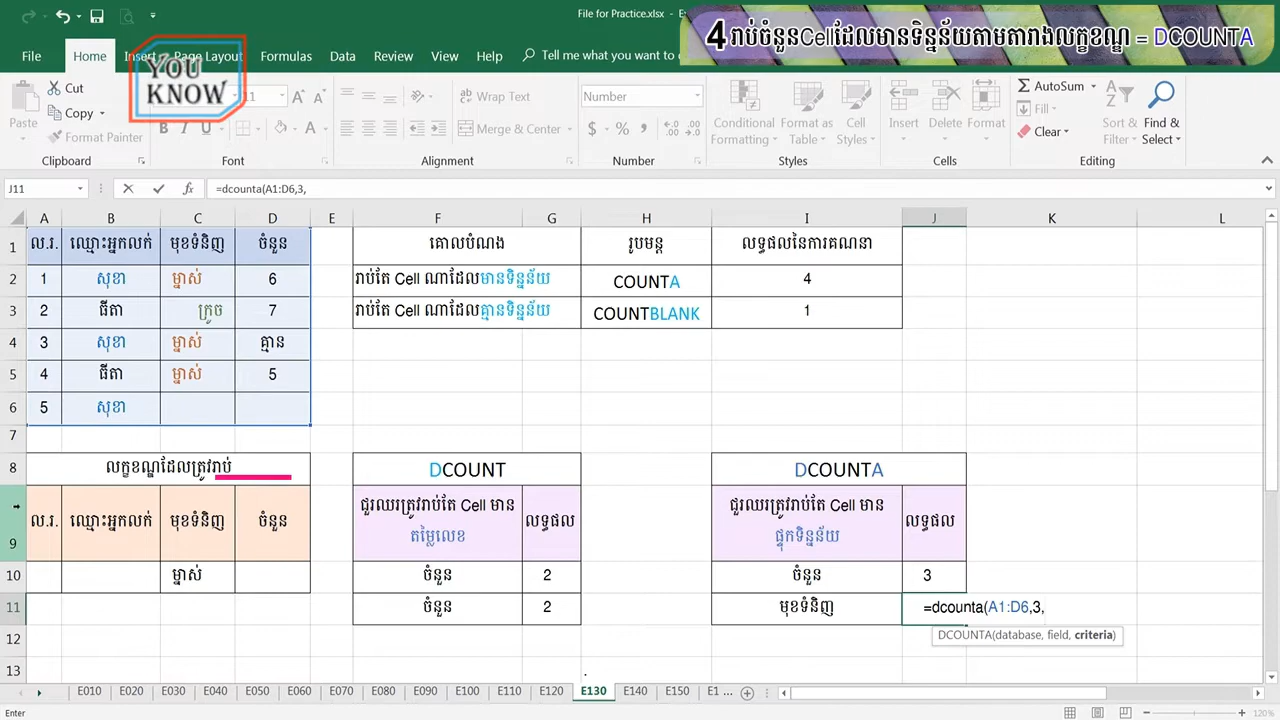 File for Practice.xlsx - E
4 រាប់ចំនួនCellដែលមានទិន្នន័យតាមតារាងលក្ខខណ្ឌ = DCOUNTA
File Home Insert Page Layout Formulas Data Review View Help Tell me what you want to
YOU
KNOW
Paste
Cut
Copy
Format Painter
11 A A
B I U
Wrap Text
Merge & Center
Number
$ % ,
Conditional Formatting
Format as Table
Cell Styles
Insert Delete Format
AutoSum
Fill
Clear
Sort & Filter
Find & Select
Clipboard Font Alignment Number Styles Cells Editing
J11 fx =dcounta(A1:D6,3,
A B C D E F G H I J K L
1 ល.រ. ឈ្មោះអ្នកលក់ មុខទំនិញ ចំនួន គោលបំណង រូបមន្ត លទ្ធផលនៃការគណនា
2 1 សុខា ម្នាស់ 6 រាប់តែ Cell ណាដែលមានទិន្នន័យ COUNTA 4
3 2 ធីតា ក្រូច 7 រាប់តែ Cell ណាដែលគ្មានទិន្នន័យ COUNTBLANK 1
4 3 សុខា ម្នាស់ គ្មាន
5 4 ធីតា ម្នាស់ 5
6 5 សុខា
7
8 លក្ខខណ្ឌដែលត្រូវរាប់ DCOUNT DCOUNTA
9 ល.រ. ឈ្មោះអ្នកលក់ មុខទំនិញ ចំនួន ជួរឈរត្រូវរាប់តែ Cell មាន តម្លៃលេខ លទ្ធផល ជួរឈរត្រូវរាប់តែ Cell មាន ផ្ទុកទិន្នន័យ លទ្ធផល
10 ម្នាស់ ចំនួន 2 ចំនួន 3
11 ចំនួន 2 មុខទំនិញ =dcounta(A1:D6,3,
12 DCOUNTA(database, field, criteria)
13
E010 E020 E030 E040 E050 E060 E070 E080 E090 E100 E110 E120 E130 E140 E150 E1 ...
Enter 120%